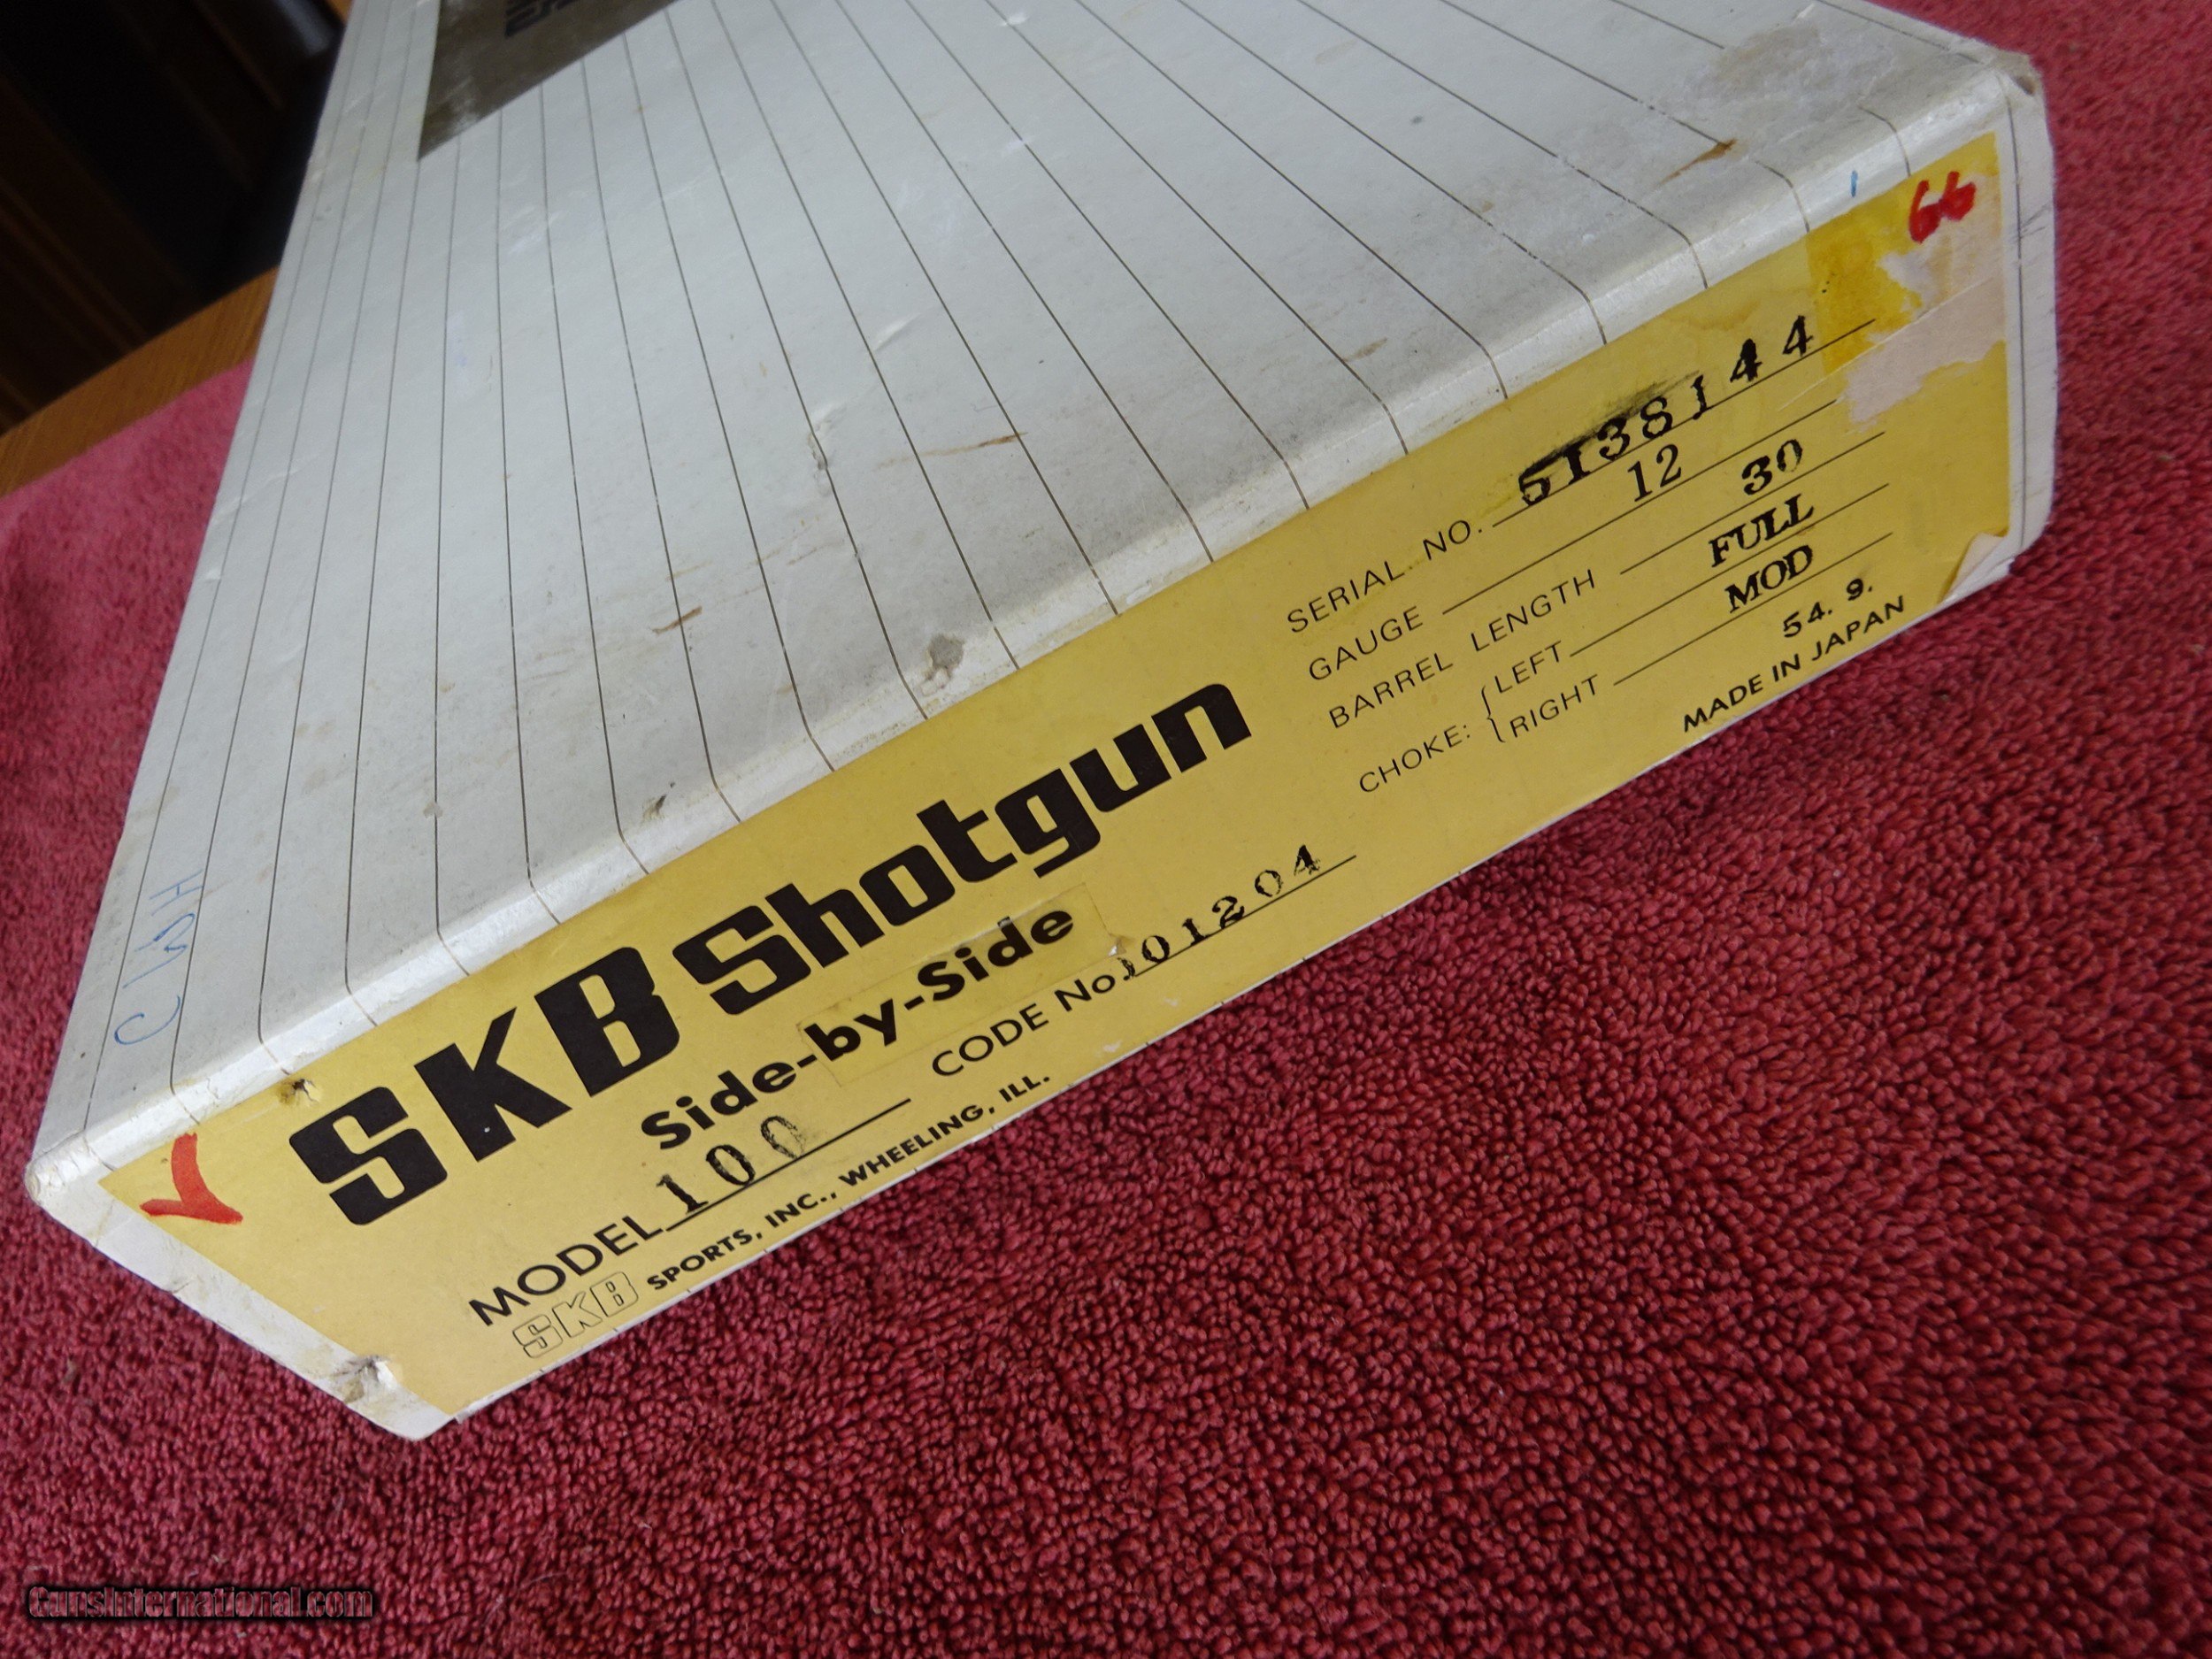 SKB Shotgun
Side-by-Side
MODEL 100 CODE No. 101204
SKB SPORTS, INC., WHEELING, ILL.
SERIAL NO. 5138144
GAUGE 12
BARREL LENGTH 30
CHOKE: LEFT FULL
RIGHT MOD
54. 9.
MADE IN JAPAN
66
GunsInternational.com